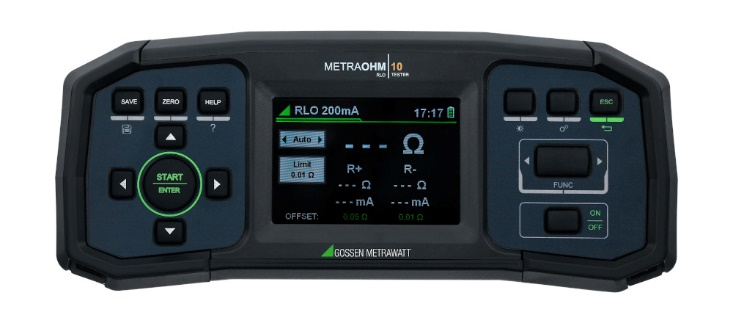 METRAOHM 10
RLO TESTER
SAVE ZERO HELP
?
START
ENTER
RLO 200mA 17:17
Auto
--- Ω
Limit
0.01 Ω
R+ R-
--- Ω --- Ω
--- mA --- mA
OFFSET: 0.05 Ω 0.01 Ω
ESC
FUNC
ON
OFF
GOSSEN METRAWATT